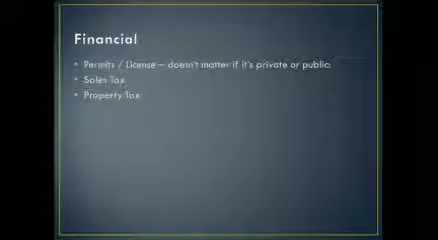 Financial
• Permits / License – doesn't matter if it's private or public.
• Sales Tax
• Property Tax